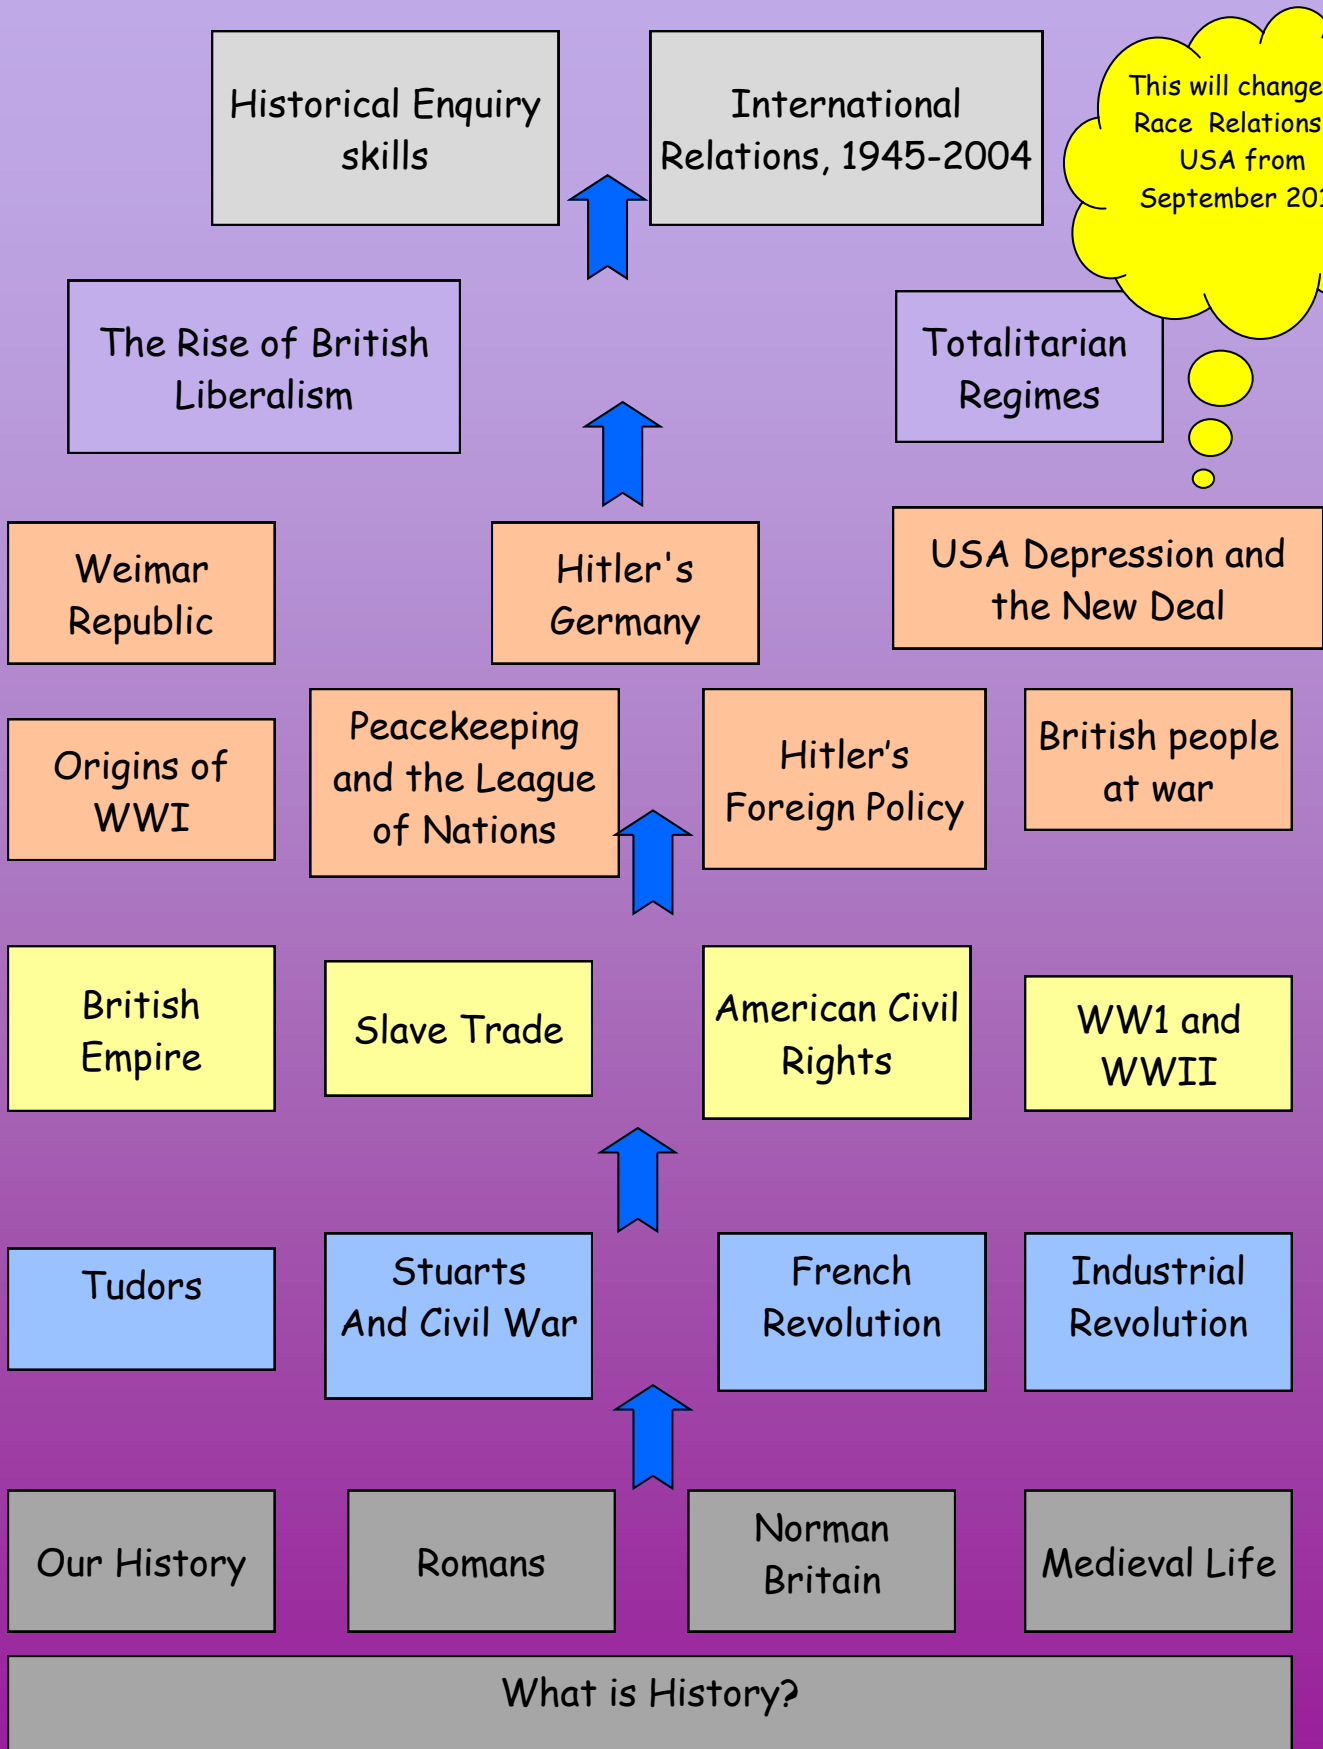 Historical Enquiry
skills
International
Relations, 1945-2004
This will change
Race Relations
USA from
September
The Rise of British
Liberalism
Totalitarian
Regimes
Weimar
Republic
Hitler's
Germany
USA Depression and
the New Deal
Origins of
WWI
Peacekeeping
and the League
of Nations
Hitler’s
Foreign Policy
British people
at war
British
Empire
Slave Trade
American Civil
Rights
WW1 and
WWII
Tudors
Stuarts
And Civil War
French
Revolution
Industrial
Revolution
Our History
Romans
Norman
Britain
Medieval Life
What is History?